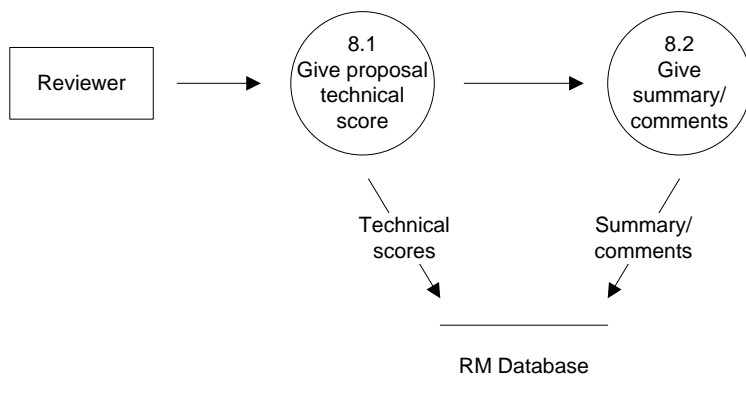 Reviewer
8.1
Give proposal
technical
score
8.2
Give
summary/
comments
Technical
scores
Summary/
comments
RM Database